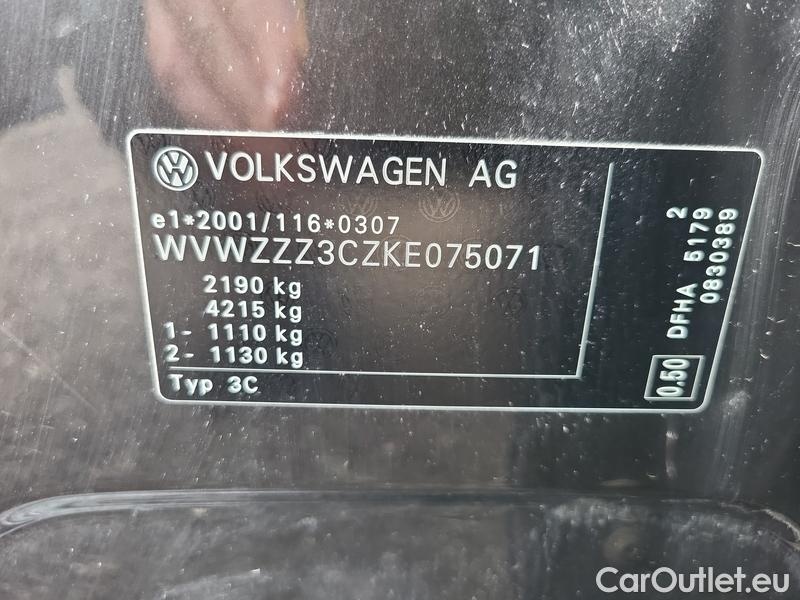 VOLKSWAGEN AG
e1*2001/116*0307
WVWZZZ3CZKE075071
2190 kg
4215 kg
1- 1110 kg
2- 1130 kg
Typ 3C
2
DFHA 5179
0830389
0.50
CarOutlet.eu